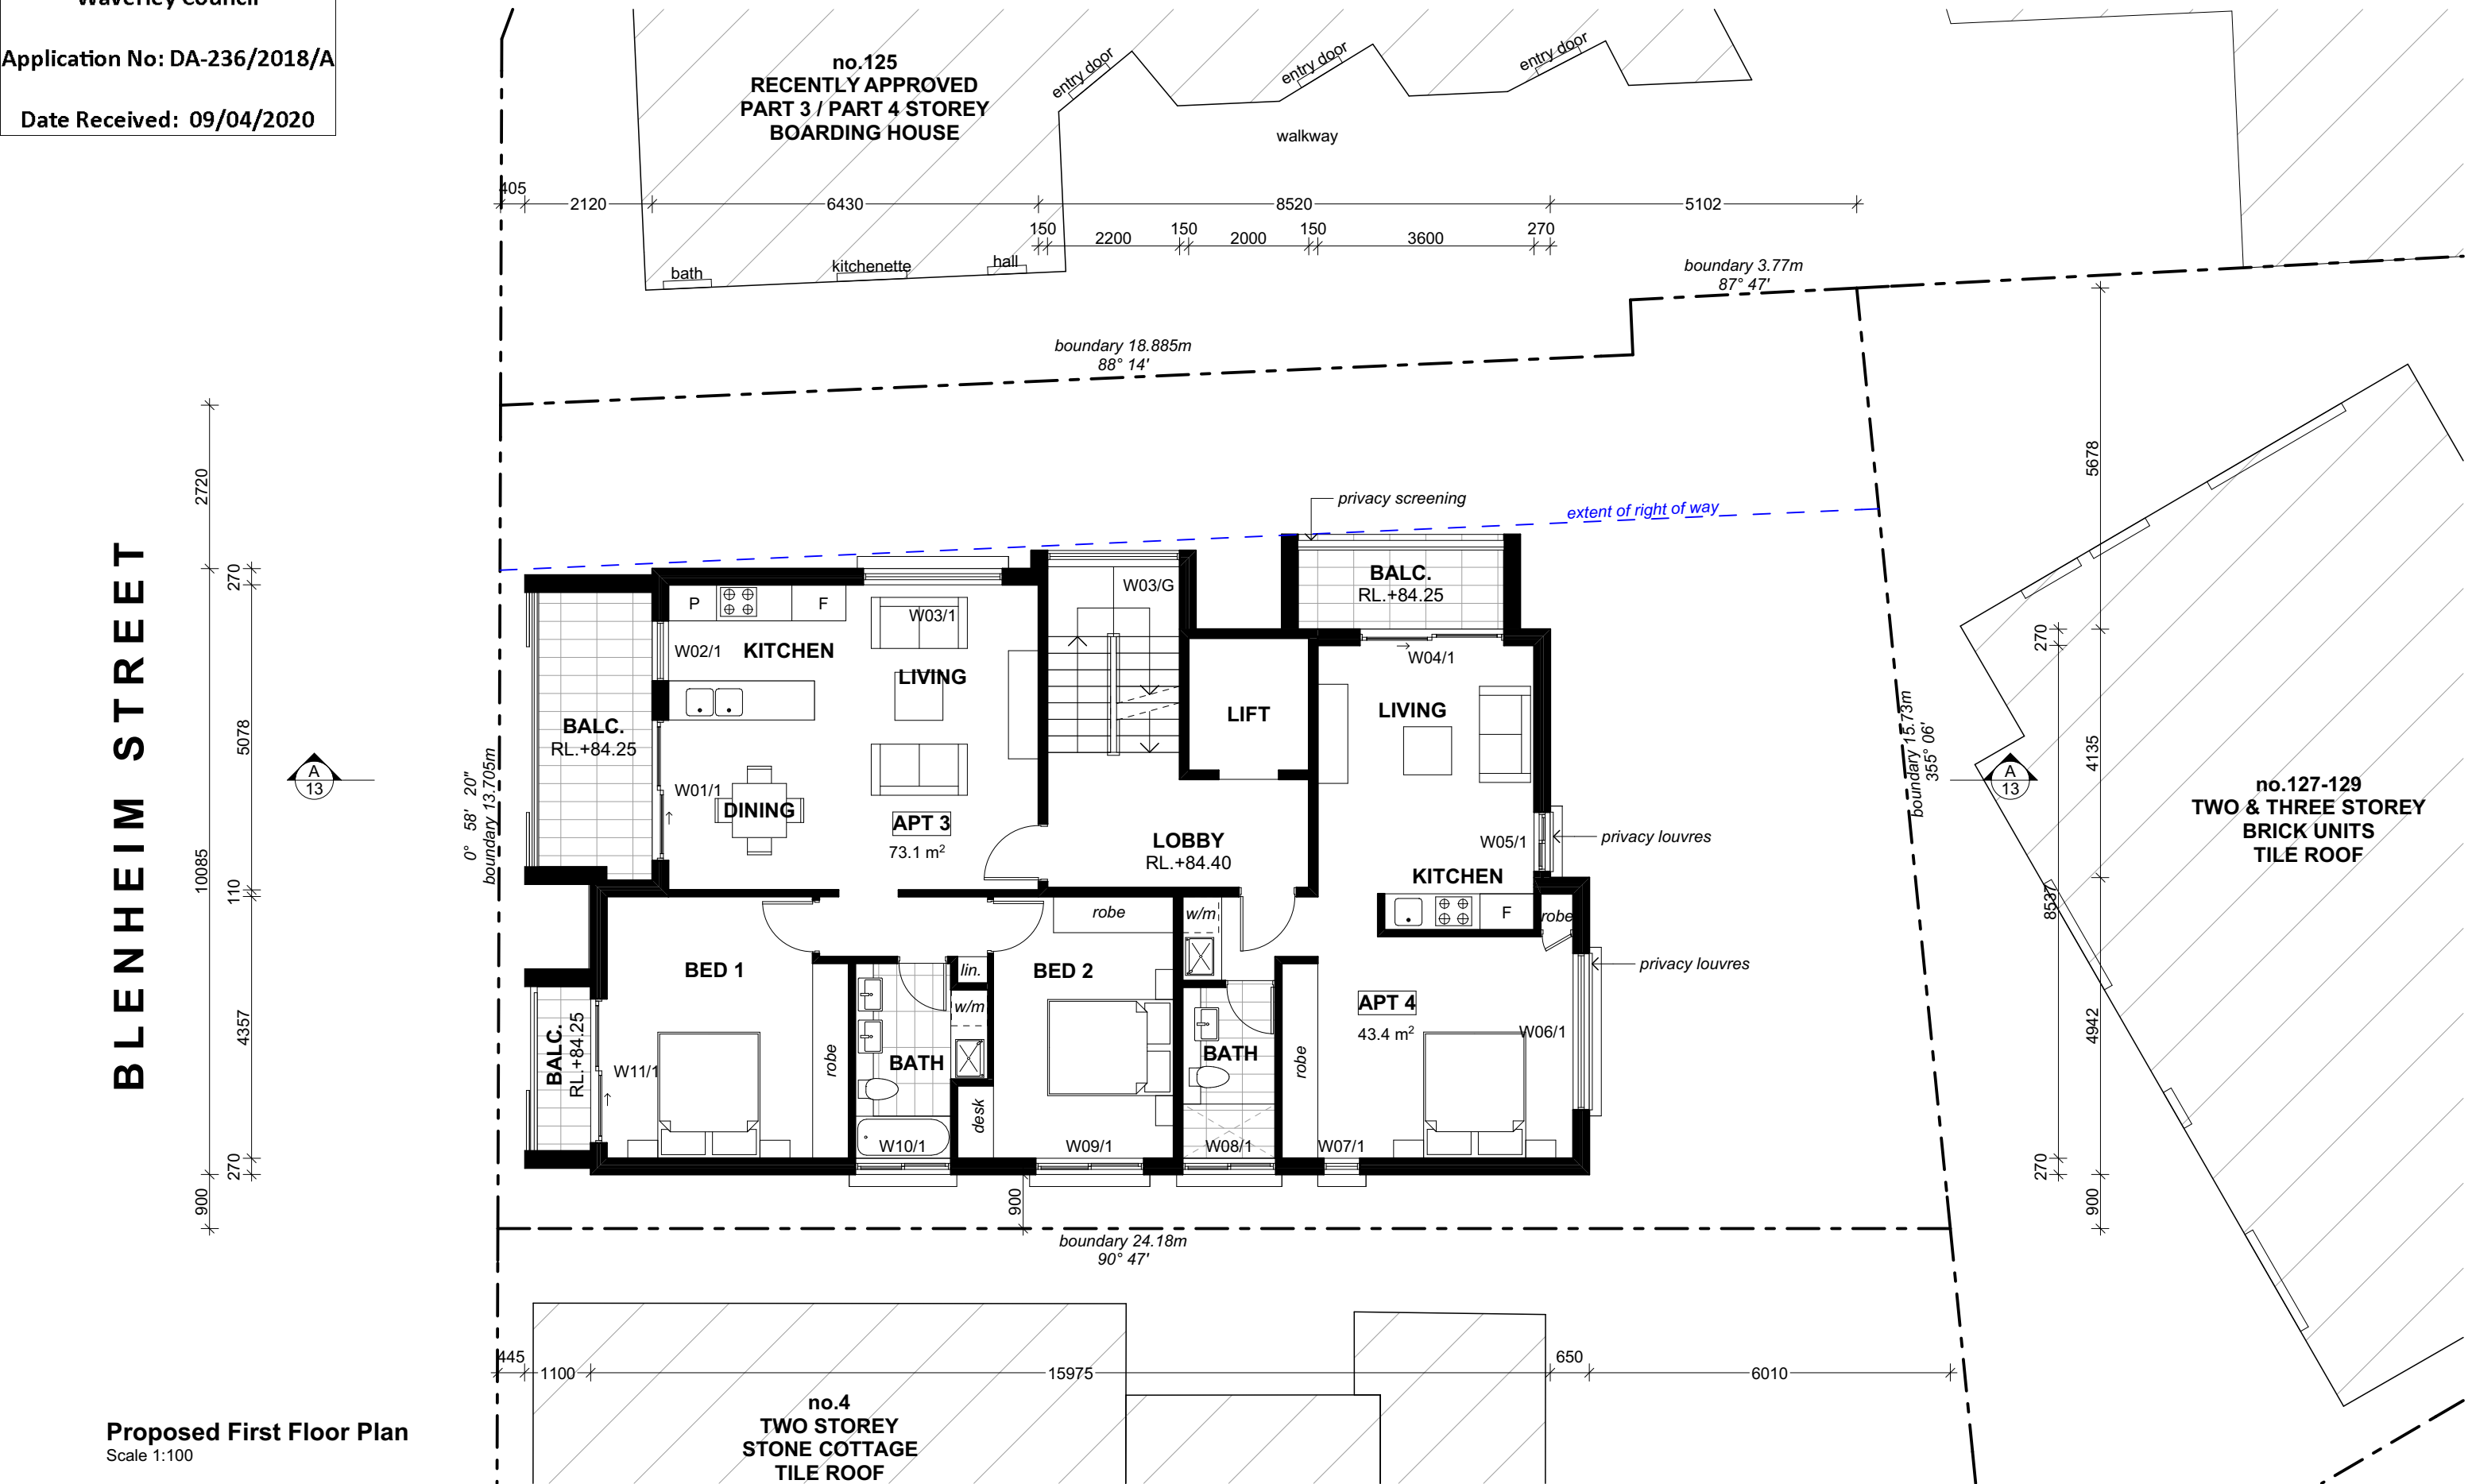 Waverley Council
Application No: DA-236/2018/A
Date Received: 09/04/2020
no.125
RECENTLY APPROVED
PART 3 / PART 4 STOREY
BOARDING HOUSE
entry door
entry door
entry door
walkway
405
2120
6430
8520
5102
150
2200
150
2000
150
3600
270
bath
kitchenette
hall
boundary 3.77m
87° 47'
boundary 18.885m
88° 14'
BLENHEIM STREET
2720
10085
900
270
5078
110
4357
270
A
13
0° 58' 20"
boundary 13.705m
privacy screening
extent of right of way
BALC.
RL.+84.25
P
F
W03/1
W02/1
KITCHEN
LIVING
W01/1
DINING
APT 3
73.1 m²
W03/G
LIFT
LOBBY
RL.+84.40
BALC.
RL.+84.25
W04/1
LIVING
W05/1
privacy louvres
KITCHEN
F
robe
privacy louvres
BALC.
RL.+84.25
W11/1
BED 1
robe
BATH
W10/1
lin.
w/m
desk
BED 2
robe
W09/1
w/m
BATH
W08/1
robe
APT 4
43.4 m²
W06/1
W07/1
900
boundary 24.18m
90° 47'
boundary 15.73m
355° 06'
A
13
5678
270
4135
8537
4942
270
900
no.127-129
TWO & THREE STOREY
BRICK UNITS
TILE ROOF
445
1100
15975
650
6010
no.4
TWO STOREY
STONE COTTAGE
TILE ROOF
Proposed First Floor Plan
Scale 1:100